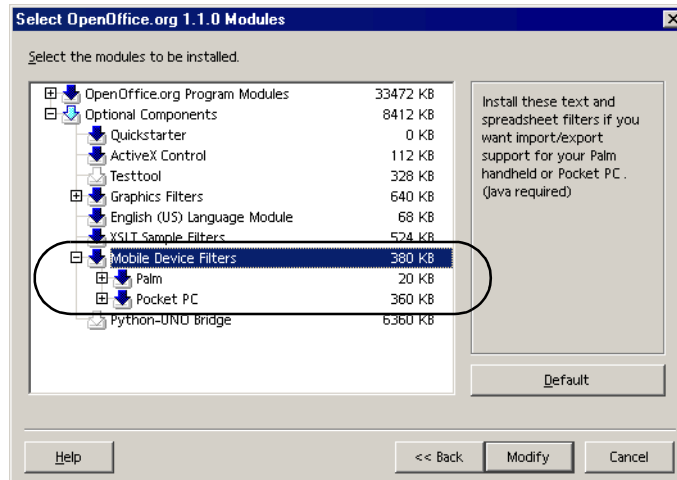 Select OpenOffice.org 1.1.0 Modules
Select the modules to be installed.
OpenOffice.org Program Modules 33472 KB
Optional Components 8412 KB
Quickstarter 0 KB
ActiveX Control 112 KB
Testtool 328 KB
Graphics Filters 640 KB
English (US) Language Module 68 KB
XSLT Sample Filters 524 KB
Mobile Device Filters 380 KB
Palm 20 KB
Pocket PC 360 KB
Python-UNO Bridge 6360 KB
Install these text and
spreadsheet filters if you
want import/export
support for your Palm
handheld or Pocket PC .
(Java required)
Default
Help
<< Back
Modify
Cancel